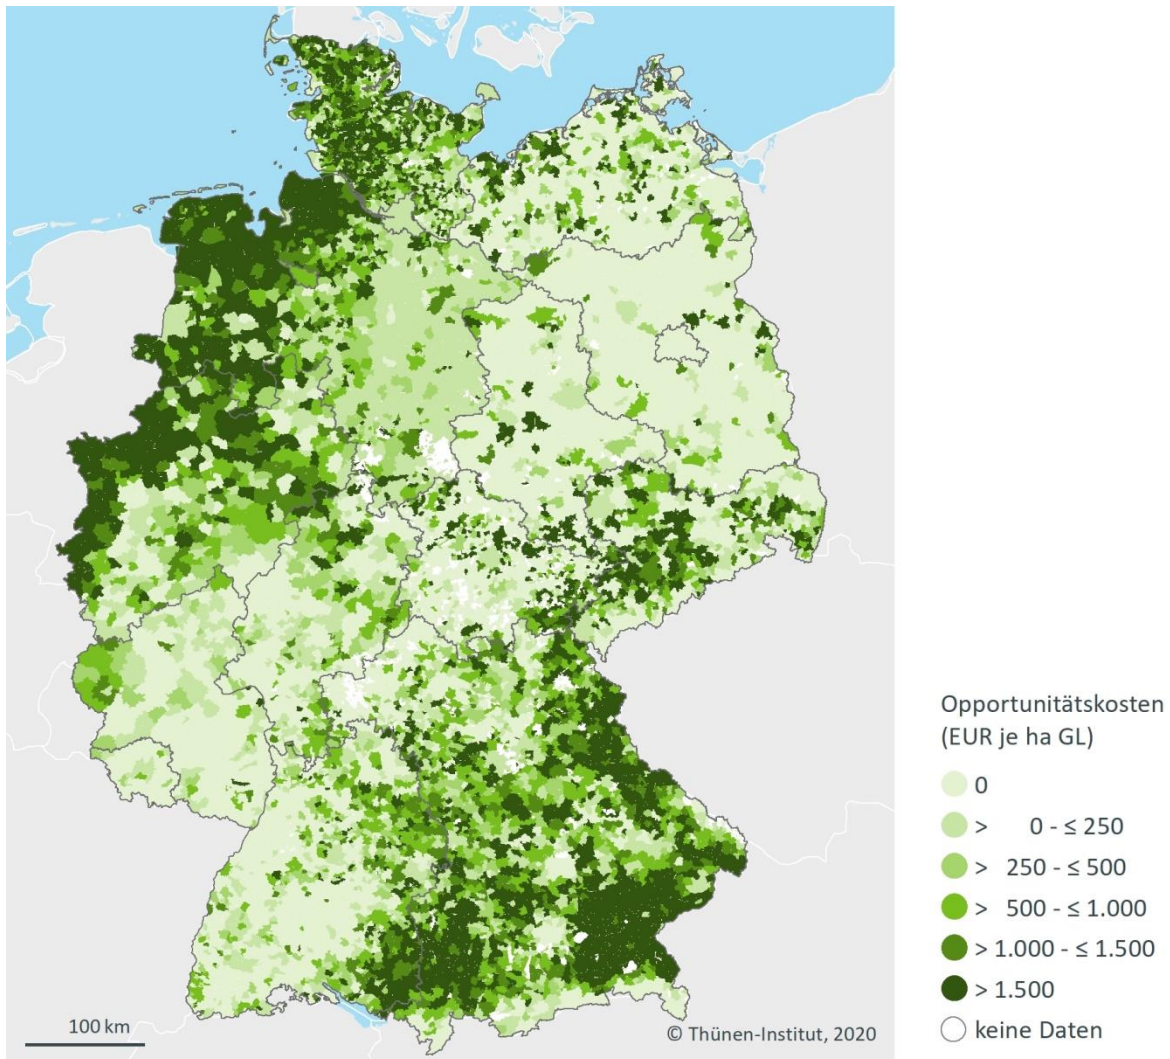 100 km
© Thünen-Institut, 2020
Opportunitätskosten
(EUR je ha GL)
0
> 0 - ≤ 250
> 250 - ≤ 500
> 500 - ≤ 1.000
> 1.000 - ≤ 1.500
> 1.500
keine Daten